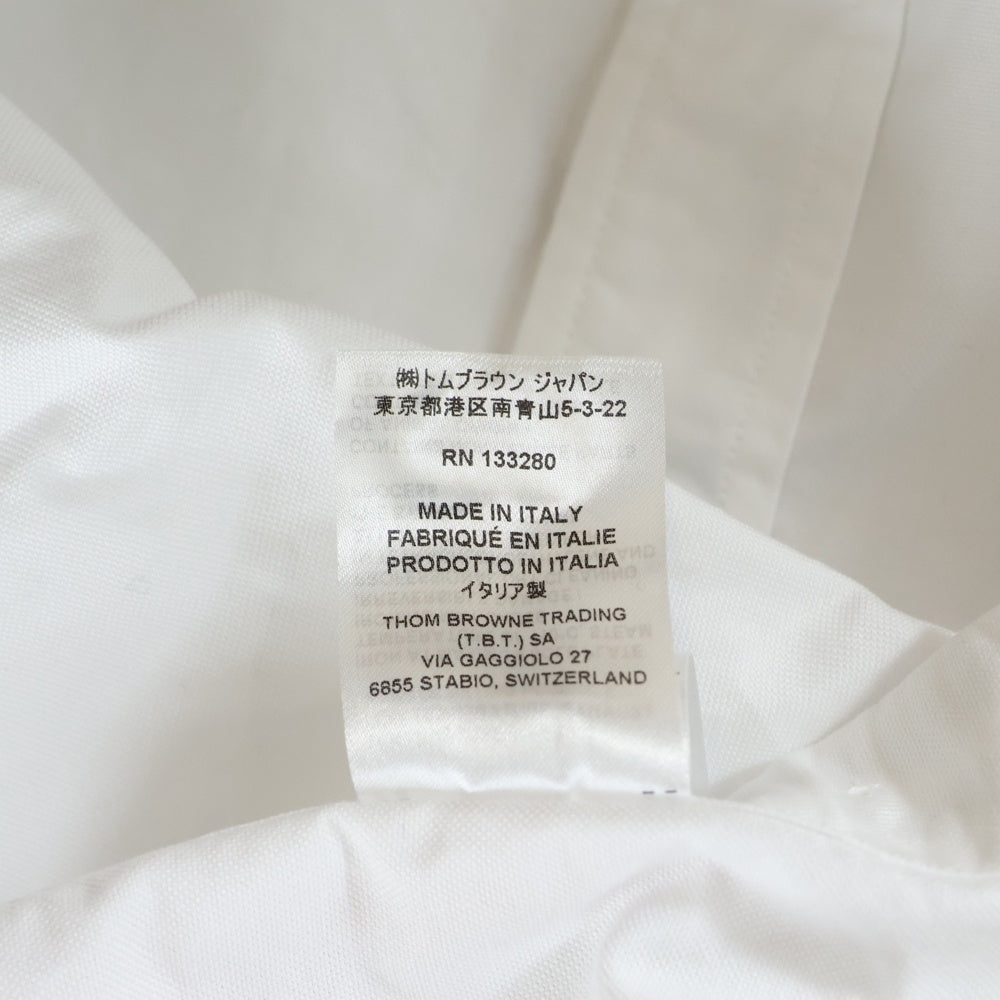 ㈱トムブラウン ジャパン
東京都港区南青山5-3-22
RN 133280
MADE IN ITALY
FABRIQUÉ EN ITALIE
PRODOTTO IN ITALIA
イタリア製
THOM BROWNE TRADING
(T.B.T.) SA
VIA GAGGIOLO 27
6855 STABIO, SWITZERLAND